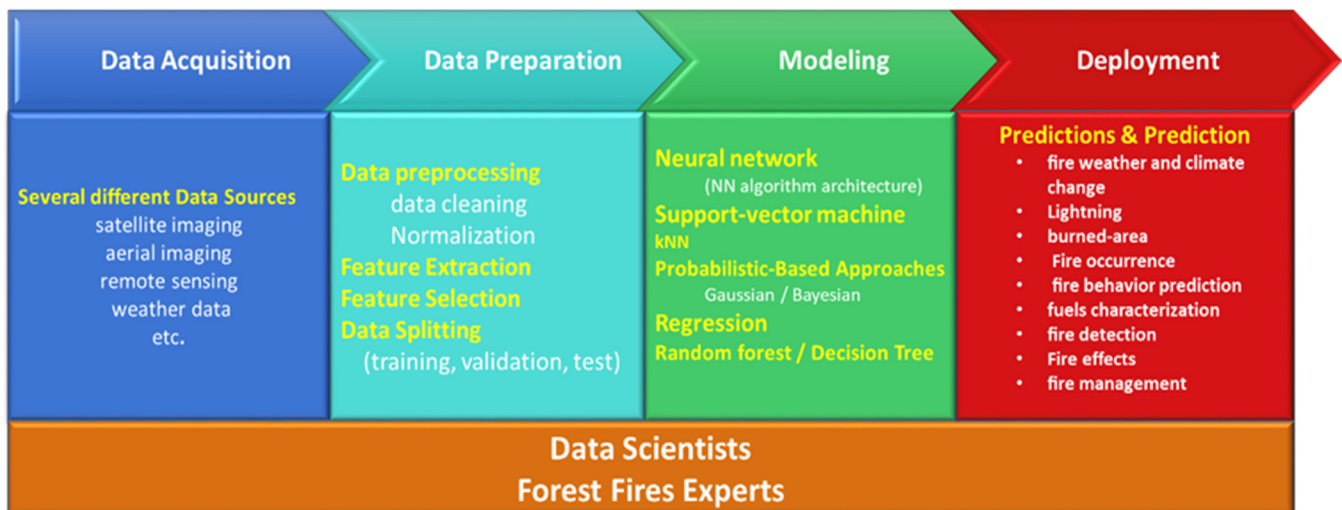 Data Acquisition
Data Preparation
Modeling
Deployment
Several different Data Sources
satellite imaging
aerial imaging
remote sensing
weather data
etc.
Data preprocessing
data cleaning
Normalization
Feature Extraction
Feature Selection
Data Splitting
(training, validation, test)
Neural network
(NN algorithm architecture)
Support-vector machine
kNN
Probabilistic-Based Approaches
Gaussian / Bayesian
Regression
Random forest / Decision Tree
Predictions & Prediction
• fire weather and climate
change
• Lightning
• burned-area
• Fire occurrence
• fire behavior prediction
• fuels characterization
• fire detection
• Fire effects
• fire management
Data Scientists
Forest Fires Experts